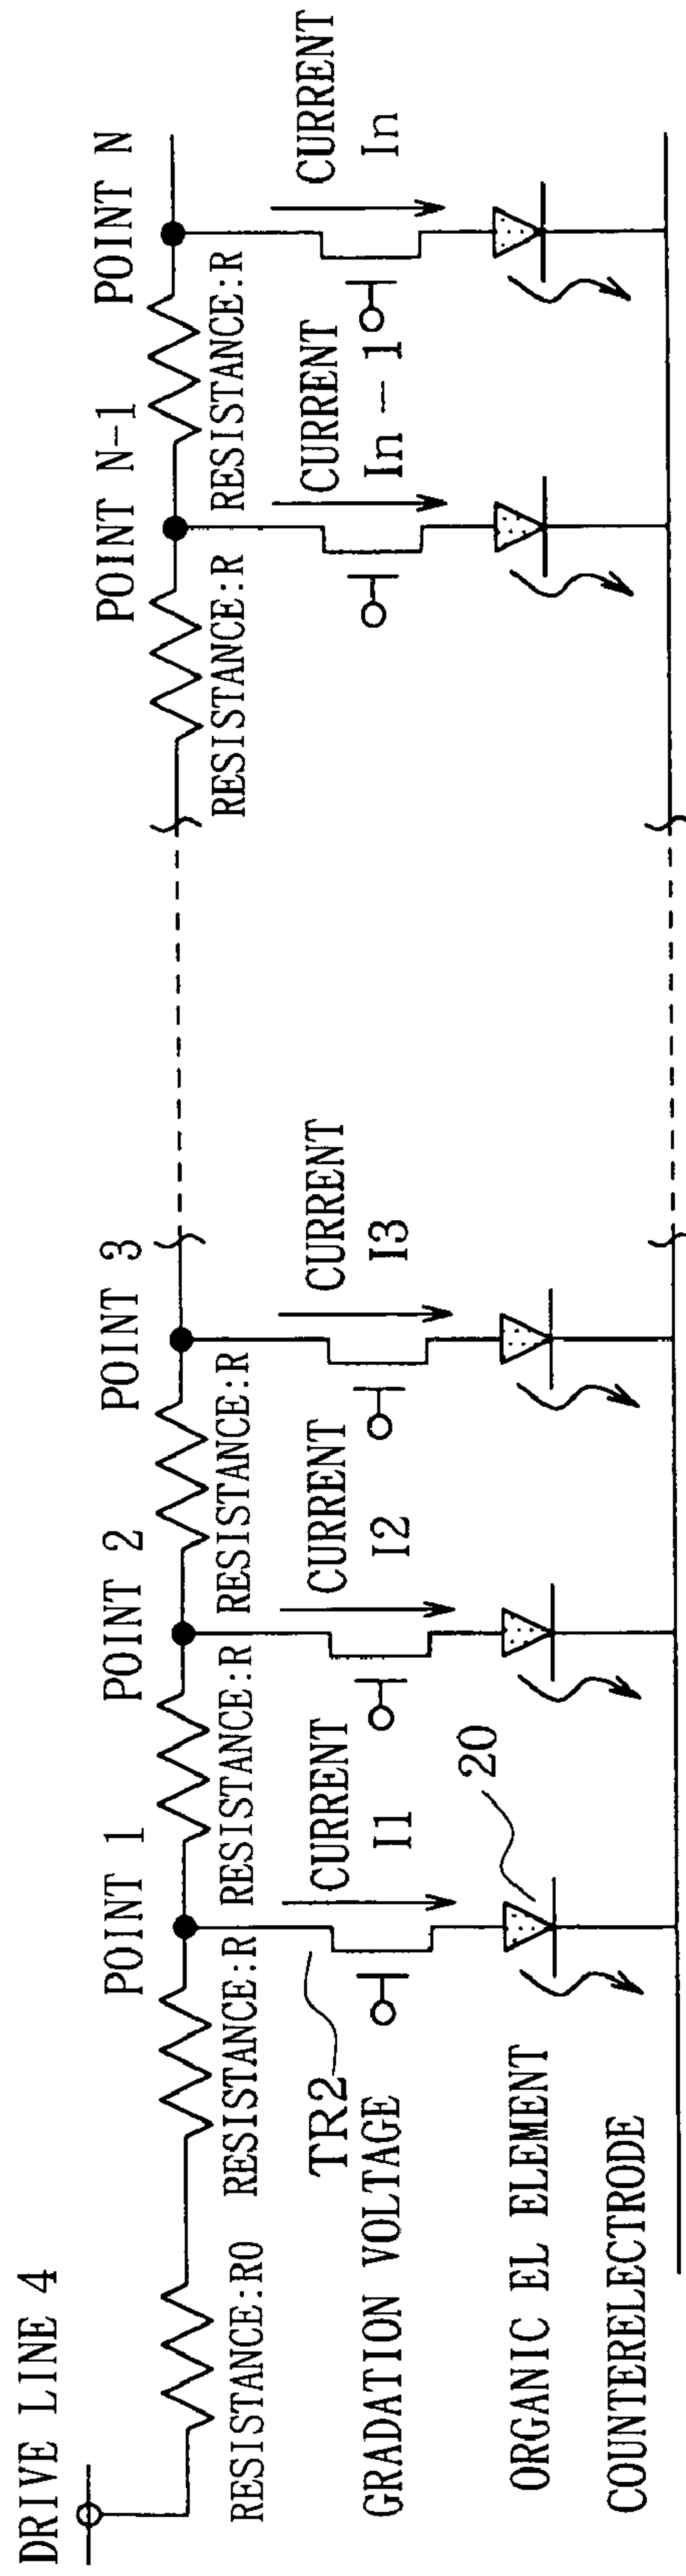 DRIVE LINE 4
POINT 1
POINT 2
POINT 3
POINT N-1
POINT N
RESISTANCE:R0
RESISTANCE:R
RESISTANCE:R
RESISTANCE:R
RESISTANCE:R
RESISTANCE:R
TR2
CURRENT
I1
CURRENT
I2
CURRENT
I3
CURRENT
In-1
CURRENT
In
GRADATION VOLTAGE
20
ORGANIC EL ELEMENT
COUNTERELECTRODE